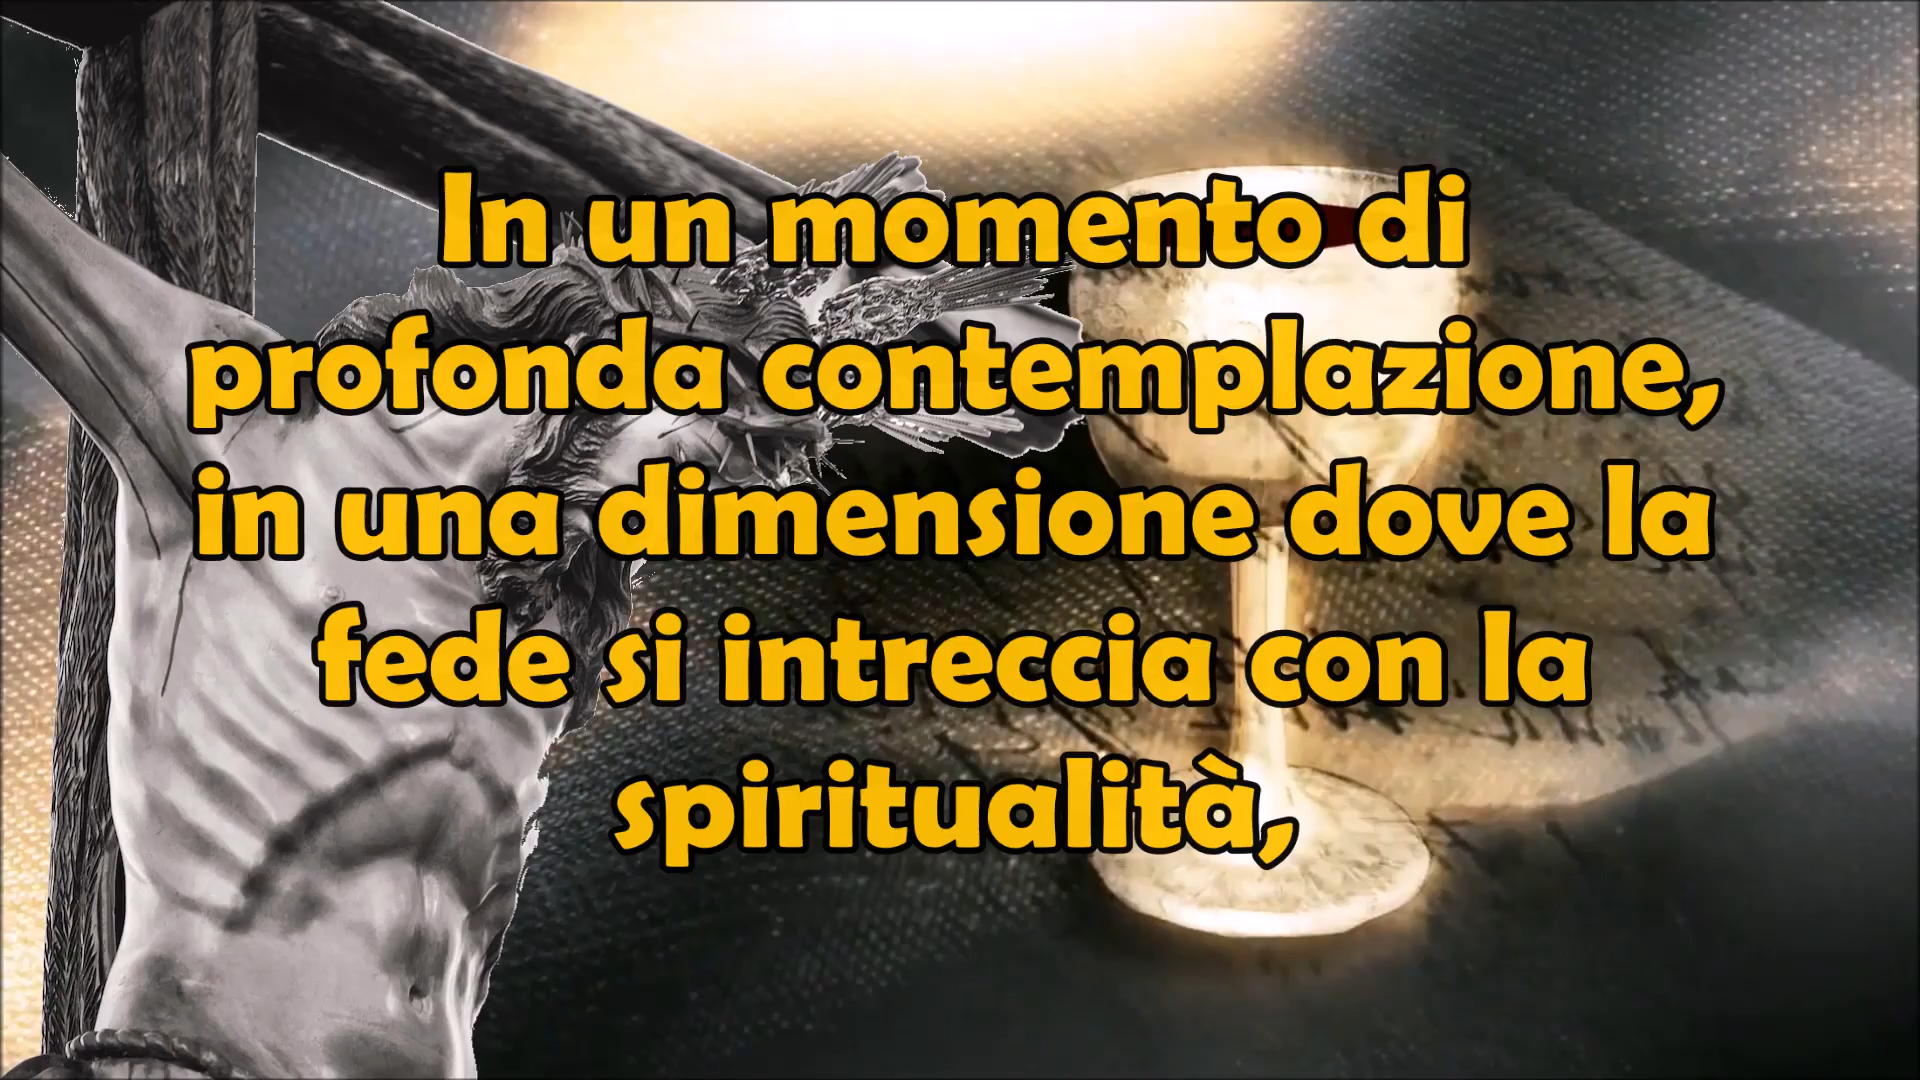 In un momento di
profonda contemplazione,
in una dimensione dove la
fede si intreccia con la
spiritualità,